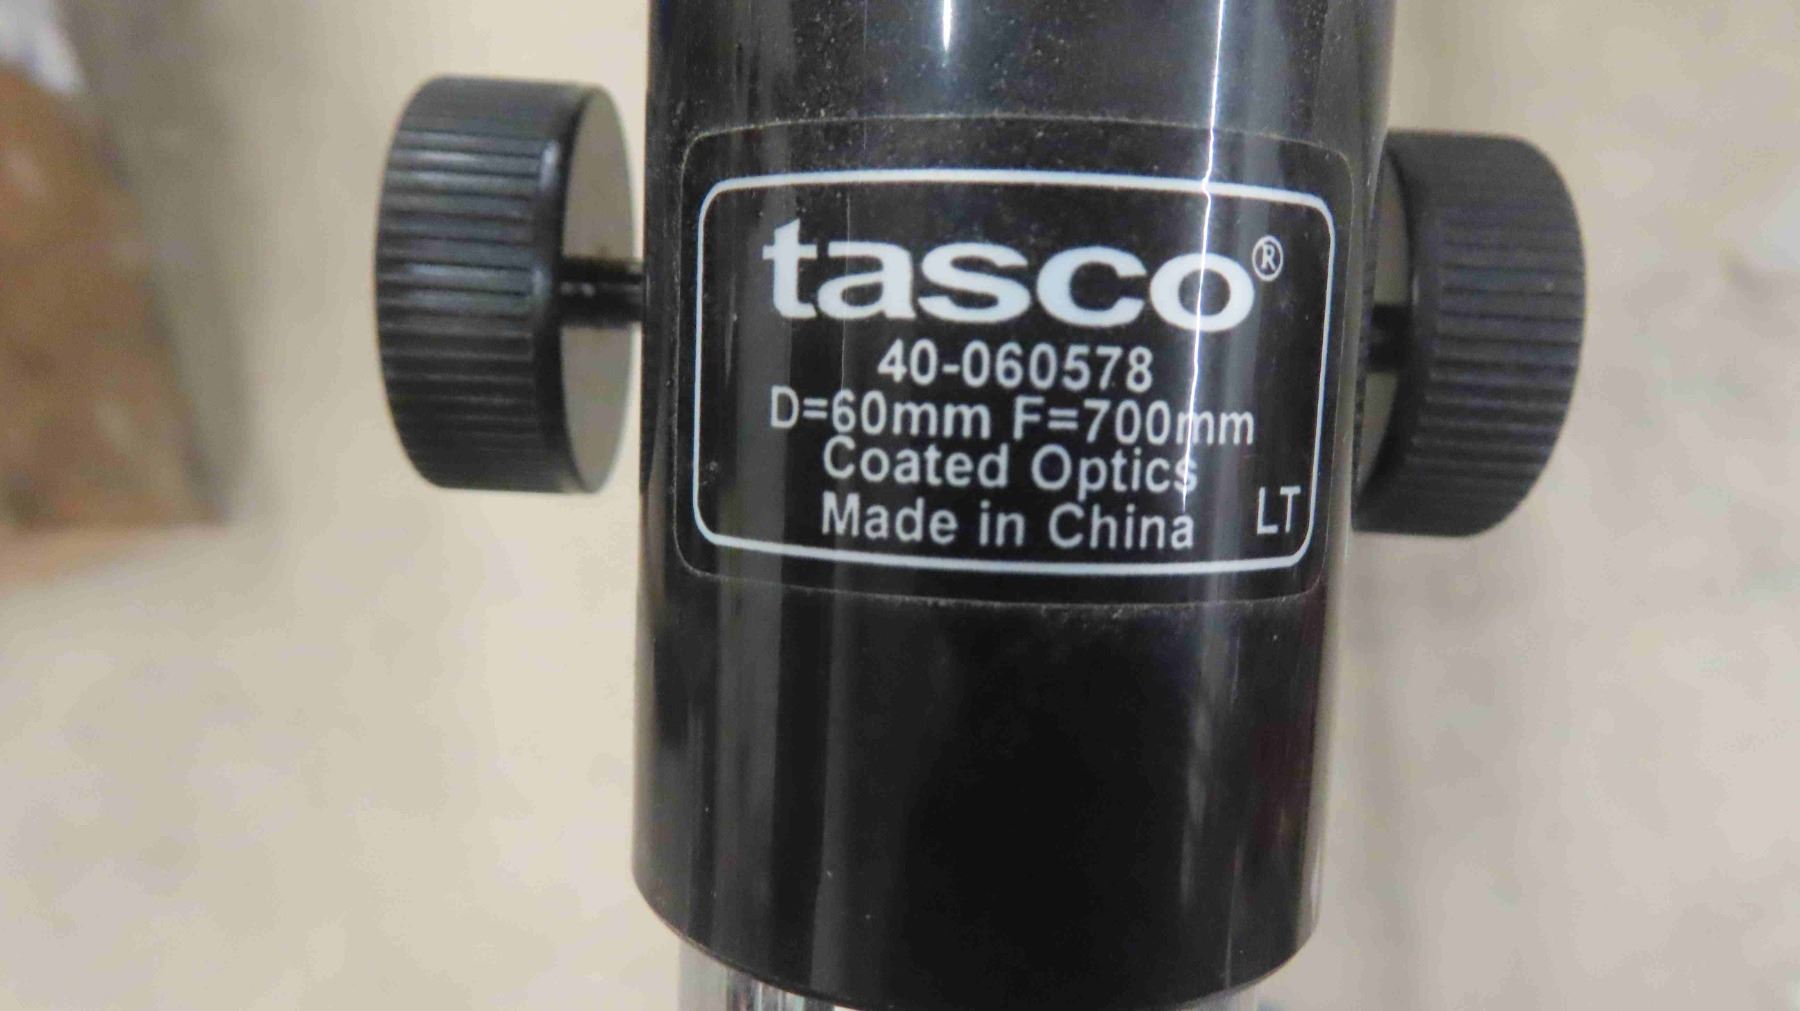 tasco®
40-060578
D=60mm F=700mm
Coated Optics
Made in China
LT